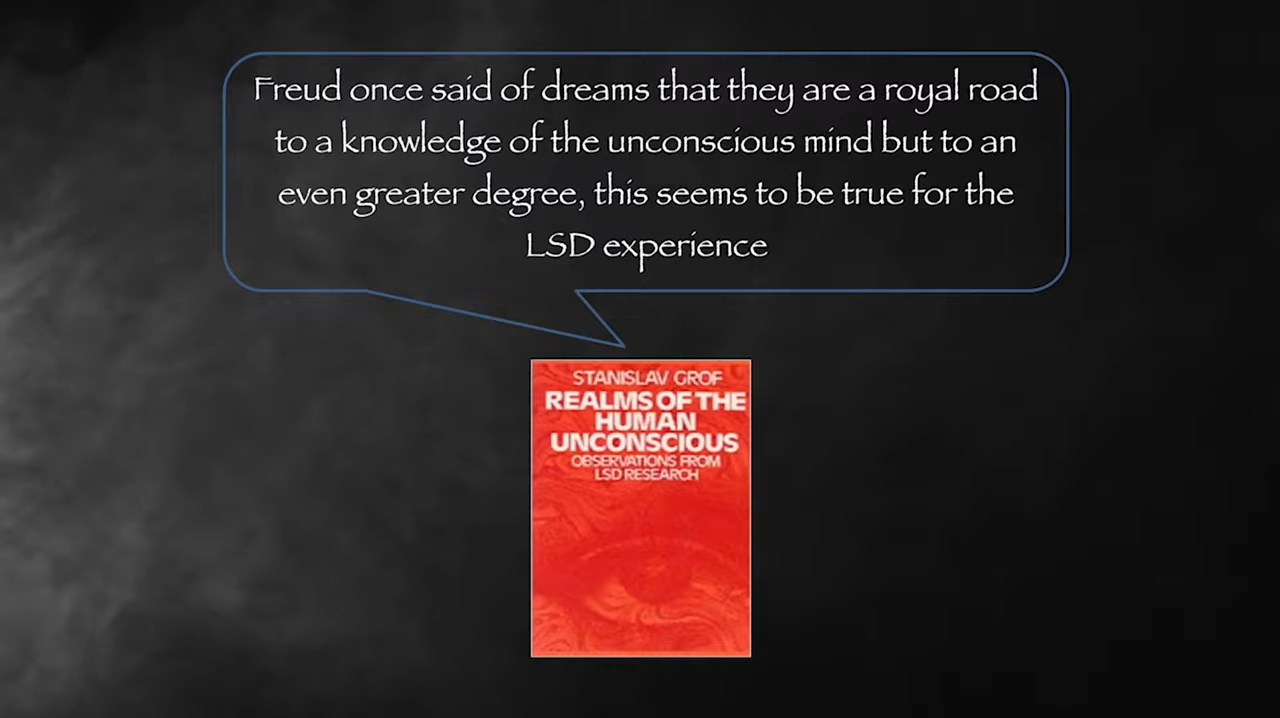 Freud once said of dreams that they are a royal road
to a knowledge of the unconscious mind but to an
even greater degree, this seems to be true for the
LSD experience
STANISLAV GROF
REALMS OF THE
HUMAN
UNCONSCIOUS
OBSERVATIONS FROM
LSD RESEARCH